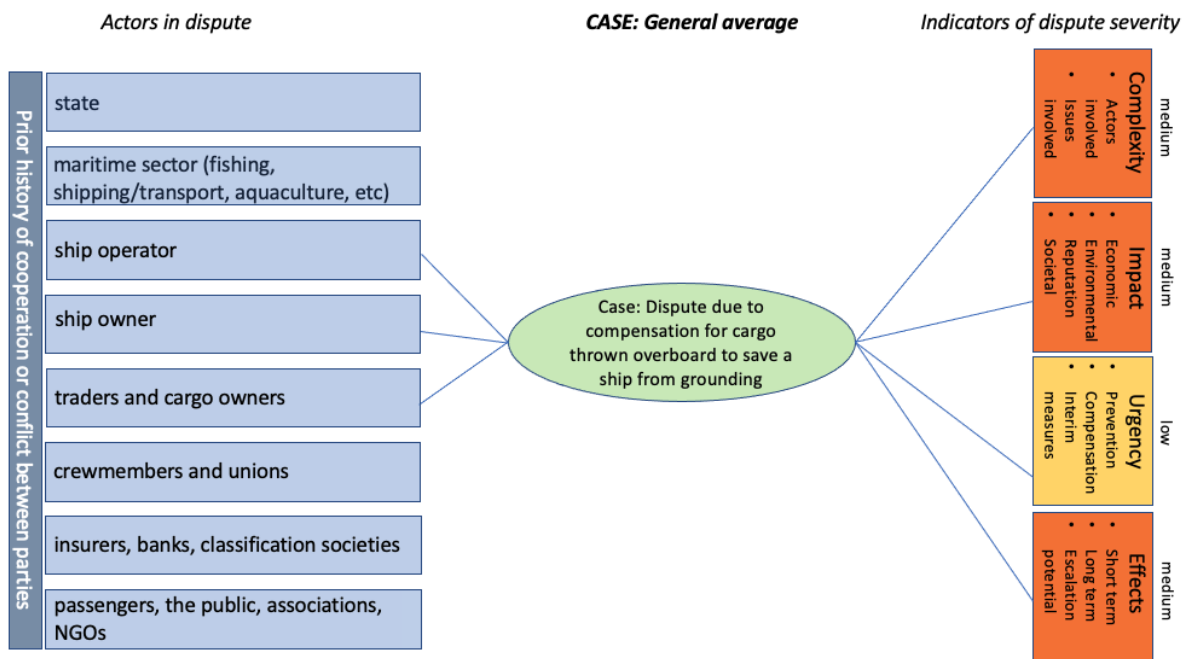 Actors in dispute
CASE: General average
Indicators of dispute severity
Prior history of cooperation or conflict between parties
state
maritime sector (fishing,
shipping/transport, aquaculture, etc)
ship operator
ship owner
traders and cargo owners
crewmembers and unions
insurers, banks, classification societies
passengers, the public, associations,
NGOs
Case: Dispute due to
compensation for cargo
thrown overboard to save a
ship from grounding
medium
Complexity
• Actors
involved
• Issues
involved
medium
Impact
• Economic
• Environmental
• Reputation
• Societal
low
Urgency
• Prevention
• Compensation
• Interim
measures
medium
Effects
• Short term
• Long term
• Escalation
potential